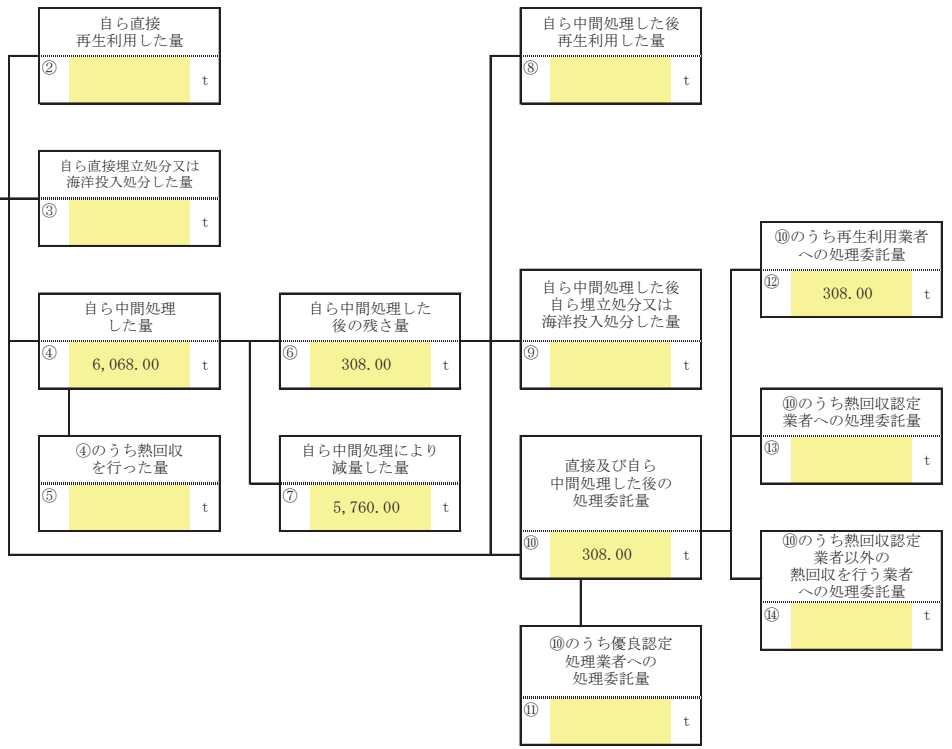 自ら直接
再生利用した量
②
t
自ら直接埋立処分又は
海洋投入処分した量
③
t
自ら中間処理
した量
④
6,068.00
t
④のうち熱回収
を行った量
⑤
t
自ら中間処理した
後の残さ量
⑥
308.00
t
自ら中間処理により
減量した量
⑦
5,760.00
t
自ら中間処理した後
再生利用した量
⑧
t
自ら中間処理した後
自ら埋立処分又は
海洋投入処分した量
⑨
t
直接及び自ら
中間処理した後の
処理委託量
⑩
308.00
t
⑩のうち優良認定
処理業者への
処理委託量
⑪
t
⑩のうち再生利用業者
への処理委託量
⑫
308.00
t
⑩のうち熱回収認定
業者への処理委託量
⑬
t
⑩のうち熱回収認定
業者以外の
熱回収を行う業者
への処理委託量
⑭
t